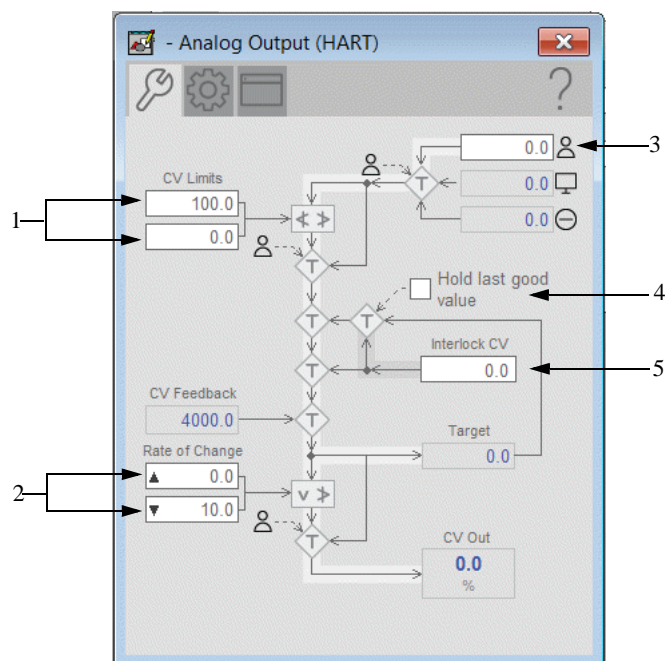 - Analog Output (HART)
3
0.0
CV Limits
1
100.0
0.0
T
0.0
0.0
T
Hold last good
value
4
T
T
Interlock CV
T
0.0
5
CV Feedback
4000.0
T
Rate of Change
Target
0.0
2
0.0
10.0
v
T
CV Out
0.0
%